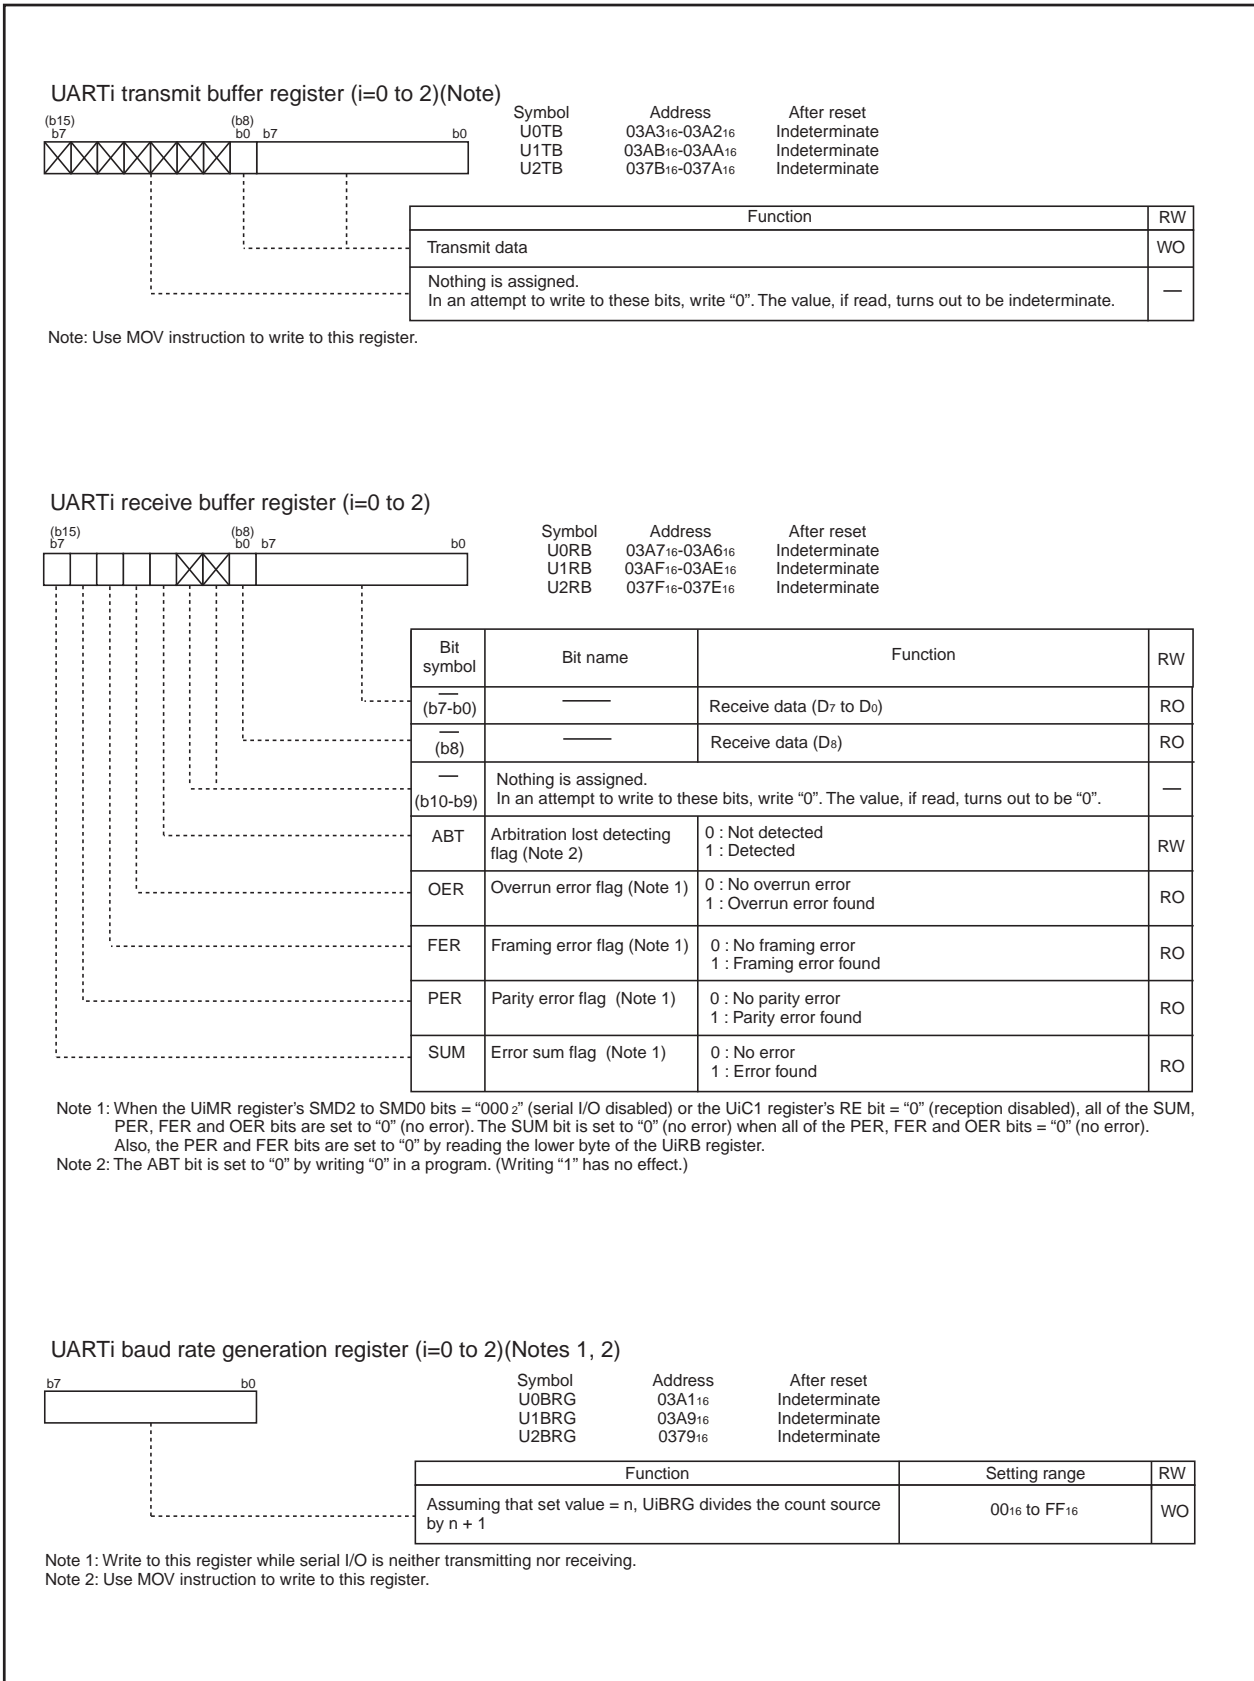 UARTi transmit buffer register (i=0 to 2)(Note)
Symbol Address After reset
(b15) (b8)
b7 b0 b7 b0
U0TB 03A316-03A216 Indeterminate
U1TB 03AB16-03AA16 Indeterminate
U2TB 037B16-037A16 Indeterminate
Function RW
Transmit data WO
Nothing is assigned.
In an attempt to write to these bits, write “0”. The value, if read, turns out to be indeterminate. —
Note: Use MOV instruction to write to this register.
UARTi receive buffer register (i=0 to 2)
(b15) (b8)
b7 b0 b7 b0
Symbol Address After reset
U0RB 03A716-03A616 Indeterminate
U1RB 03AF16-03AE16 Indeterminate
U2RB 037F16-037E16 Indeterminate
Bit
symbol Bit name Function RW
—
(b7-b0) — Receive data (D7 to D0) RO
—
(b8) — Receive data (D8) RO
—
(b10-b9)
Nothing is assigned.
In an attempt to write to these bits, write “0”. The value, if read, turns out to be “0”. —
ABT Arbitration lost detecting 0 : Not detected
flag (Note 2) 1 : Detected RW
OER Overrun error flag (Note 1) 0 : No overrun error
1 : Overrun error found RO
FER Framing error flag (Note 1) 0 : No framing error
1 : Framing error found RO
PER Parity error flag (Note 1) 0 : No parity error
1 : Parity error found RO
SUM Error sum flag (Note 1) 0 : No error
1 : Error found RO
Note 1: When the UiMR register’s SMD2 to SMD0 bits = “0002” (serial I/O disabled) or the UiC1 register’s RE bit = “0” (reception disabled), all of the SUM,
PER, FER and OER bits are set to “0” (no error). The SUM bit is set to “0” (no error) when all of the PER, FER and OER bits = “0” (no error).
Also, the PER and FER bits are set to “0” by reading the lower byte of the UiRB register.
Note 2: The ABT bit is set to “0” by writing “0” in a program. (Writing “1” has no effect.)
UARTi baud rate generation register (i=0 to 2)(Notes 1, 2)
b7 b0
Symbol Address After reset
U0BRG 03A116 Indeterminate
U1BRG 03A916 Indeterminate
U2BRG 037916 Indeterminate
Function Setting range RW
Assuming that set value = n, UiBRG divides the count source
by n + 1 0016 to FF16 WO
Note 1: Write to this register while serial I/O is neither transmitting nor receiving.
Note 2: Use MOV instruction to write to this register.